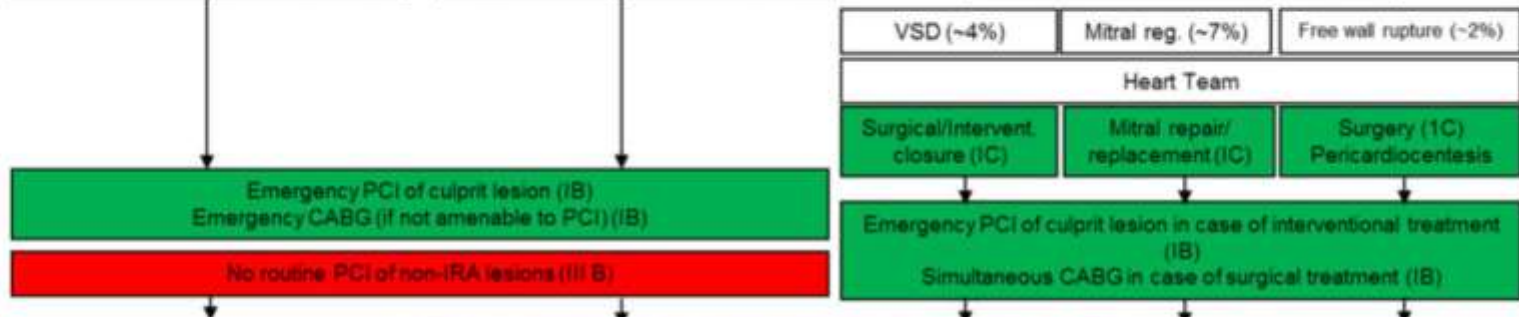 VSD (~4%)
Mitral reg. (~7%)
Free wall rupture (~2%)
Heart Team
Surgical/Intervent.
closure (IC)
Mitral repair/
replacement (IC)
Surgery (1C)
Pericardiocentesis
Emergency PCI of culprit lesion (IB)
Emergency CABG (if not amenable to PCI) (IB)
No routine PCI of non-IRA lesions (III B)
Emergency PCI of culprit lesion in case of interventional treatment
(IB)
Simultaneous CABG in case of surgical treatment (IB)